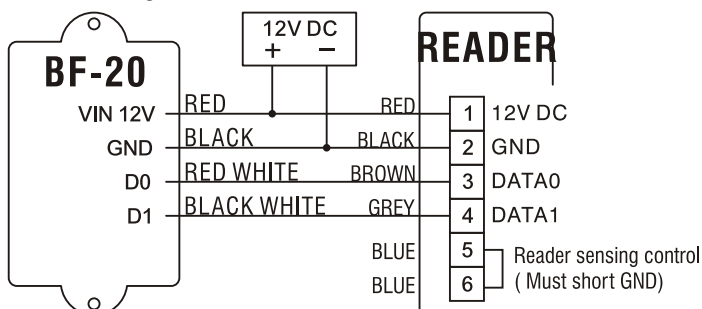 12V DC
+ −
READER
BF-20
VIN 12V RED RED 1 12V DC
GND BLACK BLACK 2 GND
D0 RED WHITE BROWN 3 DATA0
D1 BLACK WHITE GREY 4 DATA1
BLUE 5 Reader sensing control
BLUE 6 ( Must short GND)